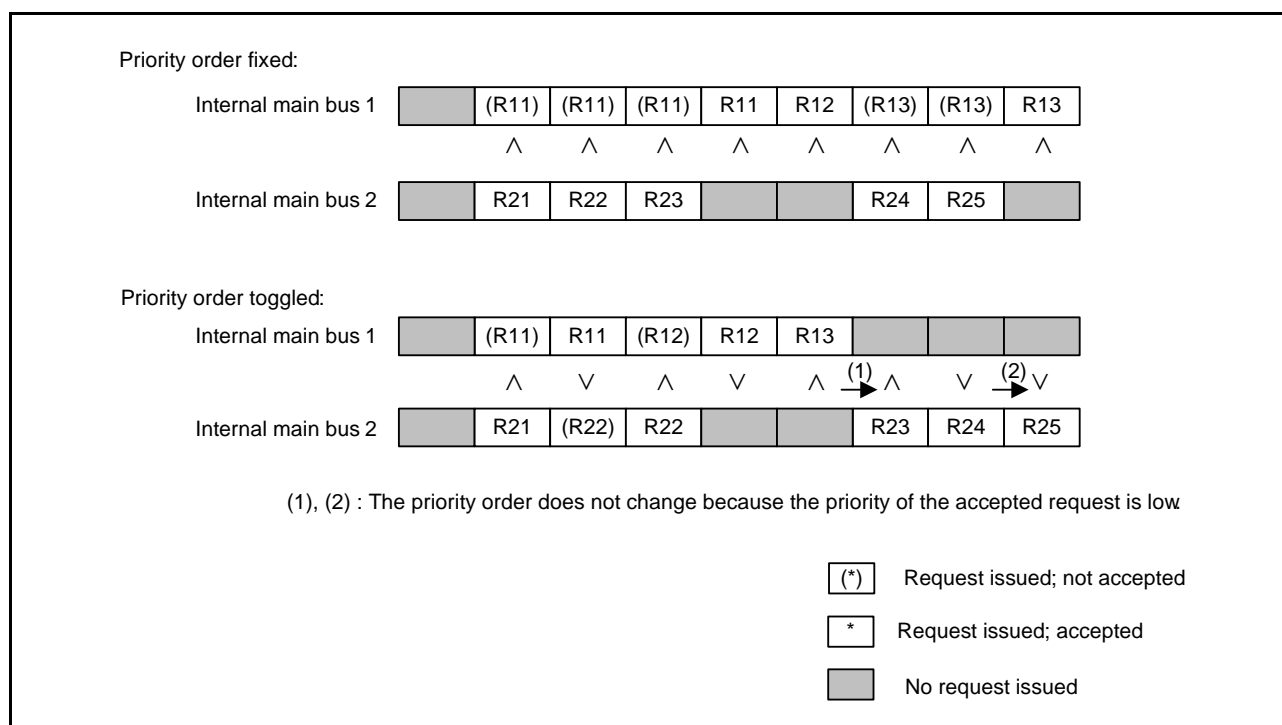 Priority order fixed:
Internal main bus 1 (R11) (R11) (R11) R11 R12 (R13) (R13) R13
∧ ∧ ∧ ∧ ∧ ∧ ∧ ∧
Internal main bus 2 R21 R22 R23 R24 R25
Priority order toggled:
Internal main bus 1 (R11) R11 (R12) R12 R13
∧ ∨ ∧ ∨ ∧ (1) ∧ ∨ (2) ∨
Internal main bus 2 R21 (R22) R22 R23 R24 R25
(1), (2) : The priority order does not change because the priority of the accepted request is low.
(*) Request issued; not accepted
* Request issued; accepted
No request issued